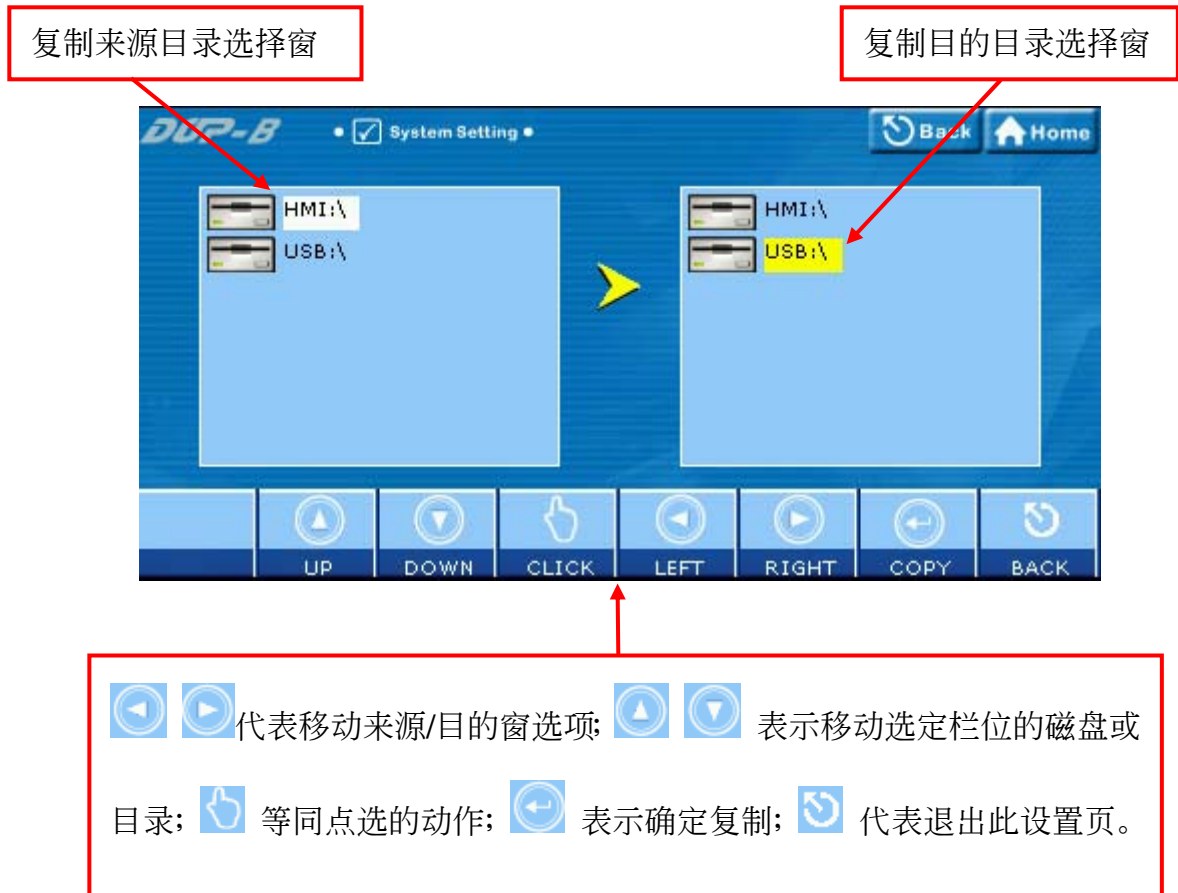 复制来源目录选择窗
复制目的目录选择窗
DOP-B • System Setting • Back Home
HMI:\
USB:\
HMI:\
USB:\
UP DOWN CLICK LEFT RIGHT COPY BACK
代表移动来源/目的窗选项; 表示移动选定栏位的磁盘或
目录; 等同点选的动作; 表示确定复制; 代表退出此设置页。